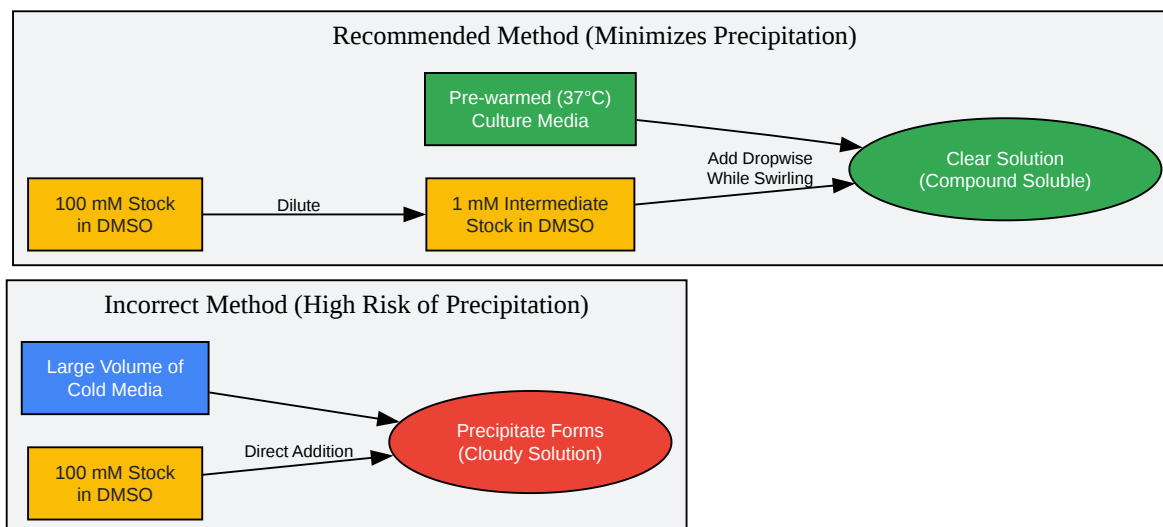 Recommended Method (Minimizes Precipitation)
Pre-warmed (37°C)
Culture Media
Add Dropwise
While Swirling
Clear Solution
(Compound Soluble)
100 mM Stock
in DMSO
Dilute
1 mM Intermediate
Stock in DMSO
Incorrect Method (High Risk of Precipitation)
Large Volume of
Cold Media
Direct Addition
Precipitate Forms
(Cloudy Solution)
100 mM Stock
in DMSO